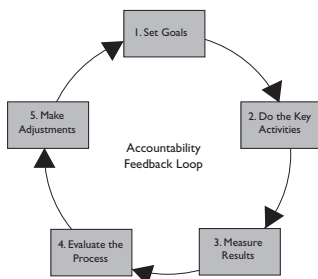 1. Set Goals
2. Do the Key
Activities
3. Measure
Results
4. Evaluate the
Process
5. Make
Adjustments
Accountability
Feedback Loop